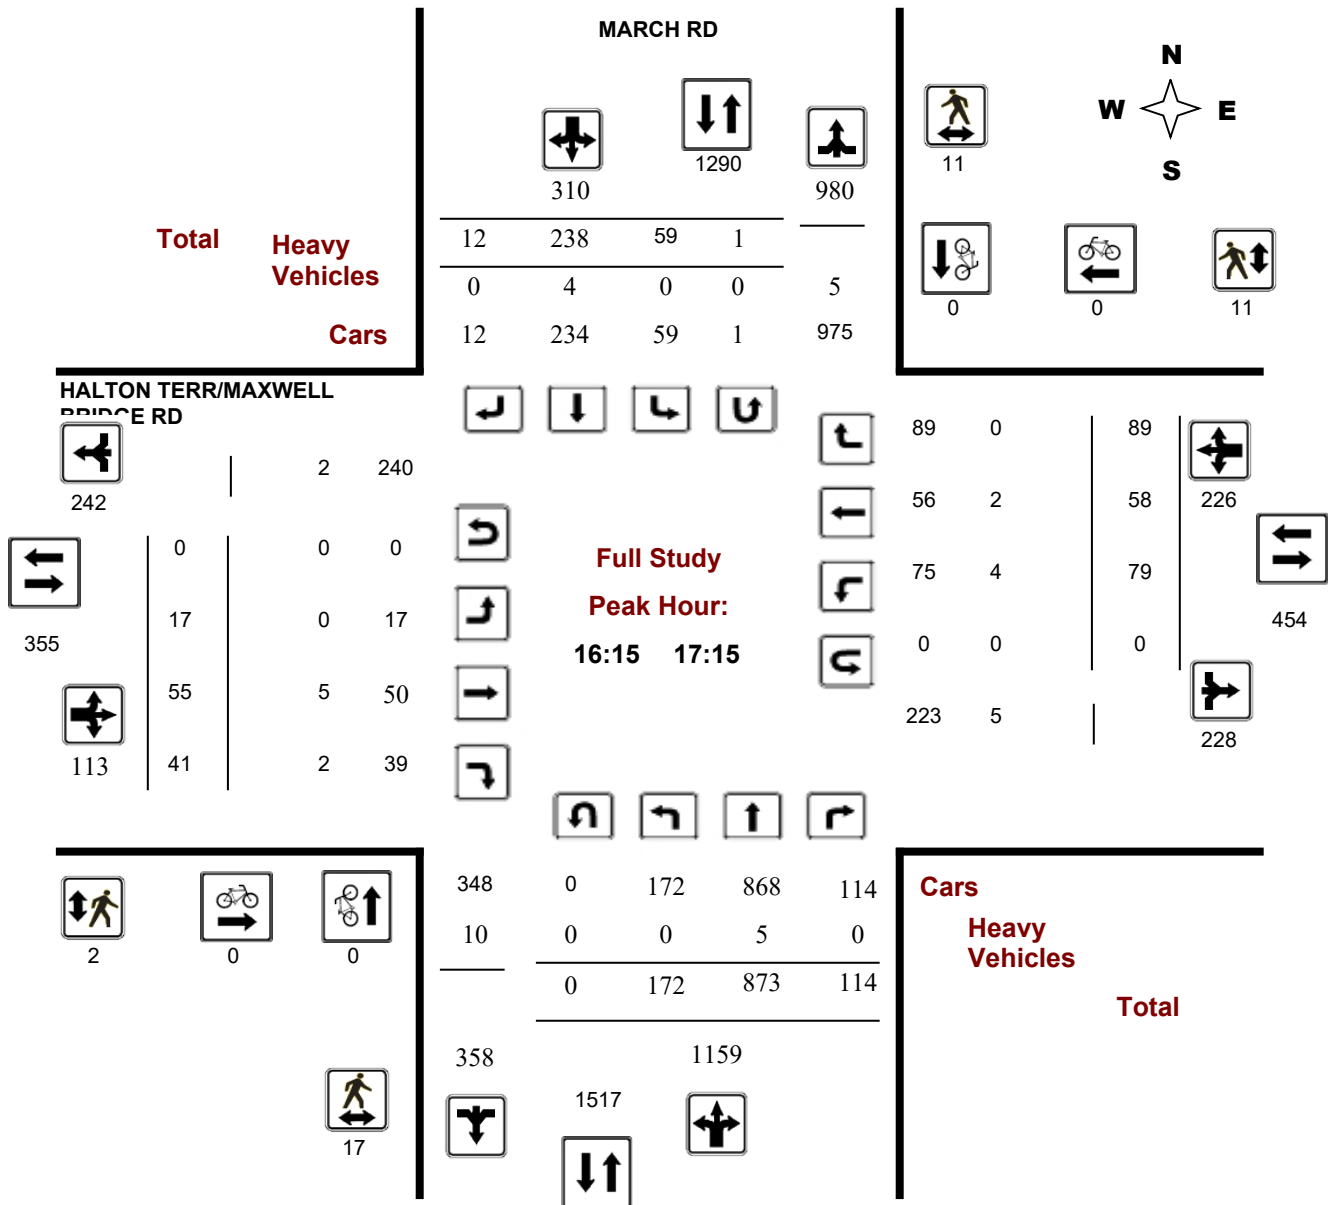 MARCH RD
N
W E
S
1290
11
310
980
Total
Heavy
Vehicles
Cars
12 238 59 1
0 4 0 0 5
12 234 59 1 975
0 0 11
HALTON TERR/MAXWELL
BRIDGE RD
242
2 240
0 0 0
17 0 17
355
55 5 50
113
41 2 39
Full Study
Peak Hour:
16:15 17:15
89 0 89
56 2 58
226
75 4 79
454
0 0 0
223 5
228
348 0 172 868 114
10 0 0 5 0
0 172 873 114
358
1159
1517
2 0 0
17
Cars
Heavy
Vehicles
Total